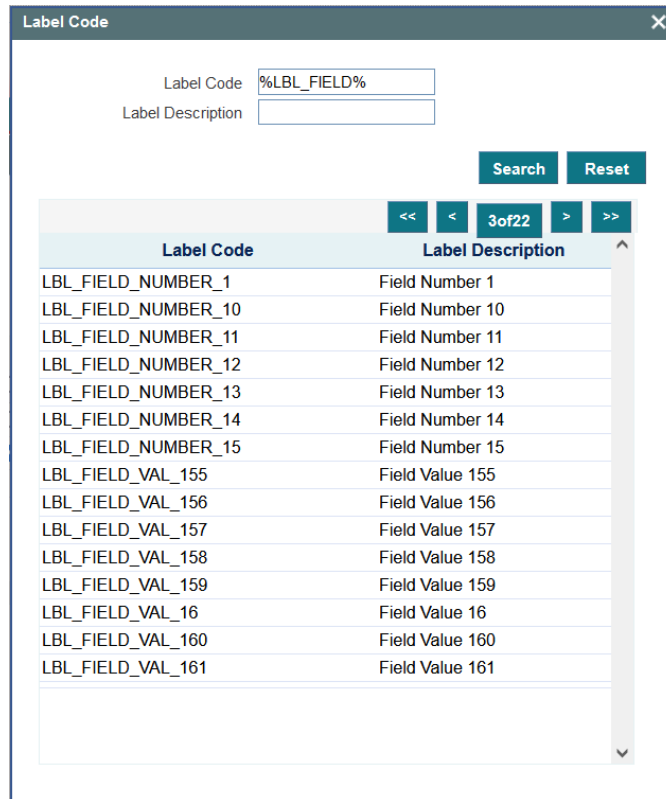 Label Code
Label Code %LBL_FIELD%
Label Description
Search Reset
<< < 3of22 > >>
Label Code Label Description
LBL_FIELD_NUMBER_1 Field Number 1
LBL_FIELD_NUMBER_10 Field Number 10
LBL_FIELD_NUMBER_11 Field Number 11
LBL_FIELD_NUMBER_12 Field Number 12
LBL_FIELD_NUMBER_13 Field Number 13
LBL_FIELD_NUMBER_14 Field Number 14
LBL_FIELD_NUMBER_15 Field Number 15
LBL_FIELD_VAL_155 Field Value 155
LBL_FIELD_VAL_156 Field Value 156
LBL_FIELD_VAL_157 Field Value 157
LBL_FIELD_VAL_158 Field Value 158
LBL_FIELD_VAL_159 Field Value 159
LBL_FIELD_VAL_16 Field Value 16
LBL_FIELD_VAL_160 Field Value 160
LBL_FIELD_VAL_161 Field Value 161